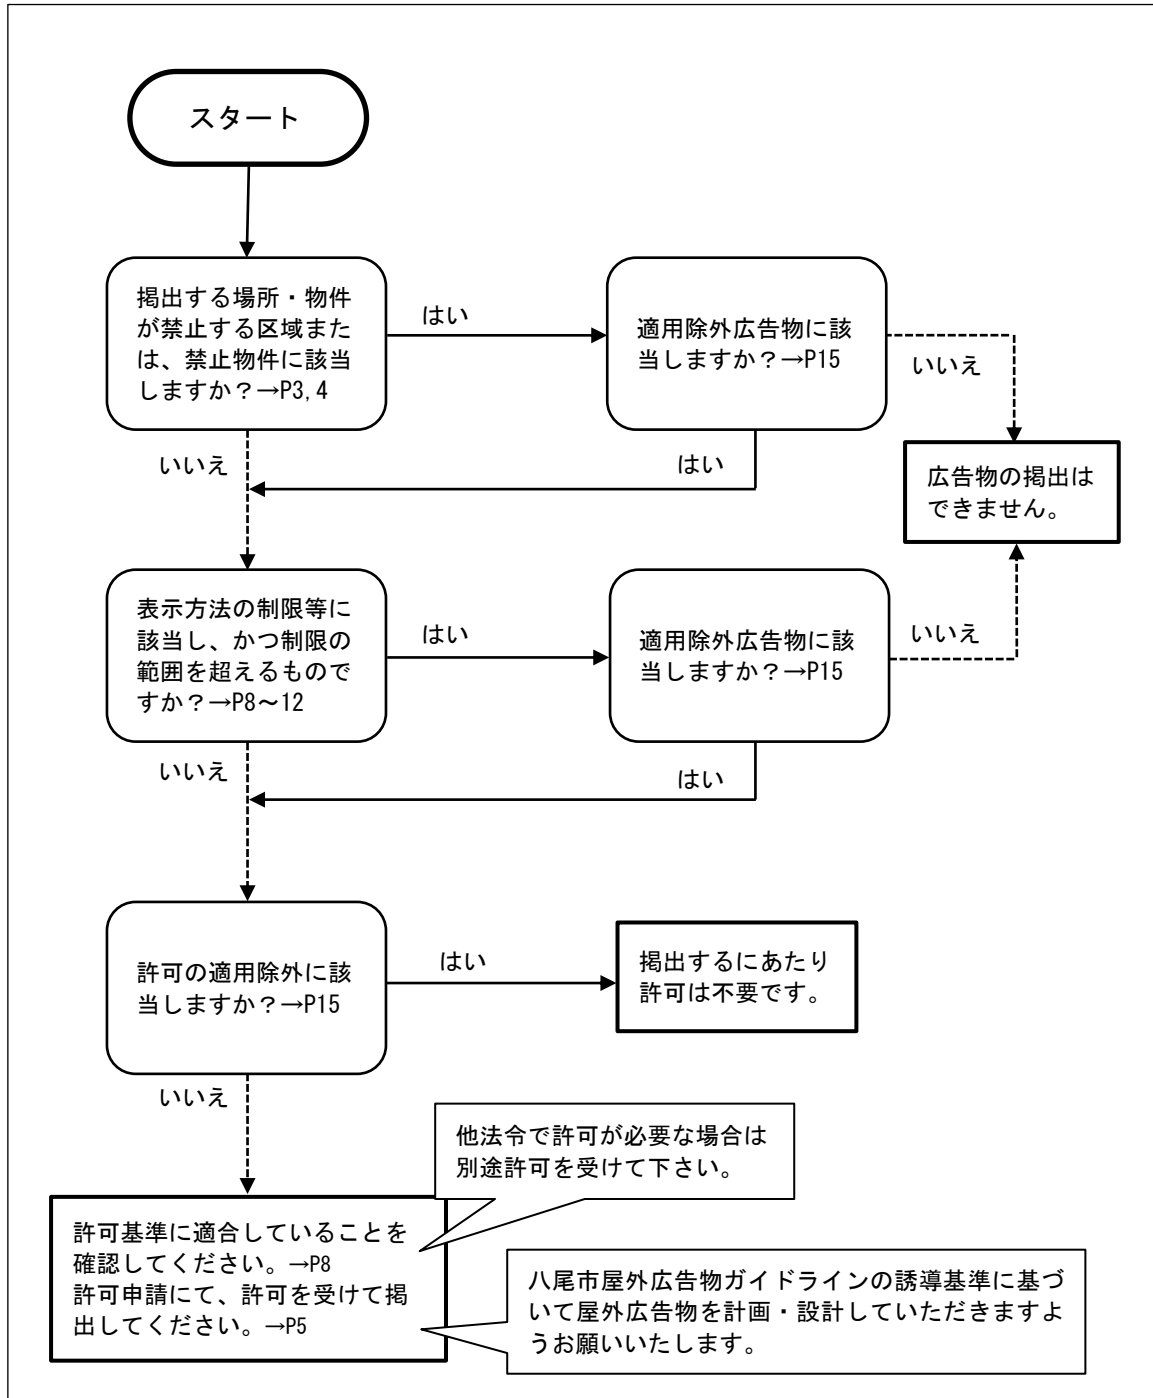 スタート
掲出する場所・物件
が禁止する区域また
は、禁止物件に該当
しますか？→P3,4
はい
適用除外広告物に該
当しますか？→P15
いいえ
いいえ
はい
広告物の掲出は
できません。
表示方法の制限等に
該当し、かつ制限の
範囲を超えるもので
すか？→P8～12
はい
適用除外広告物に該
当しますか？→P15
いいえ
いいえ
はい
許可の適用除外に該
当しますか？→P15
はい
掲出するにあたり
許可は不要です。
いいえ
他法令で許可が必要な場合は
別途許可を受けて下さい。
許可基準に適合していることを
確認してください。→P8
許可申請にて、許可を受けて掲
出してください。→P5
八尾市屋外広告物ガイドラインの誘導基準に基づ
いて屋外広告物を計画・設計していただきますよ
うお願いいたします。